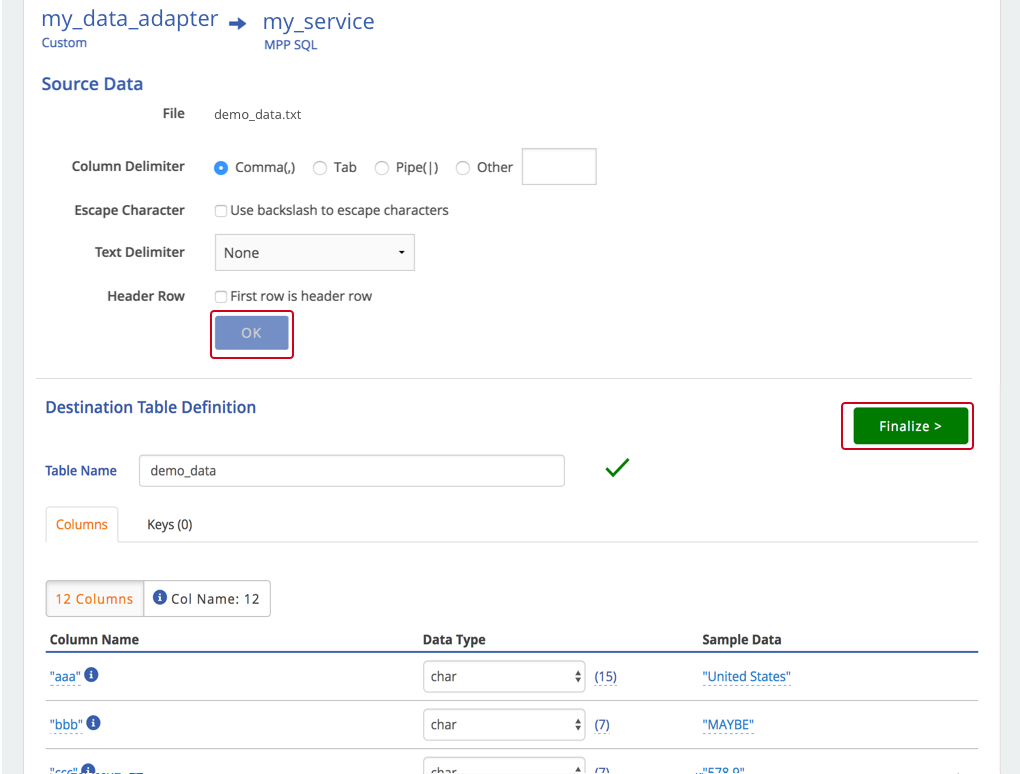 my_data_adapter my_service
Custom MPP SQL
Source Data
File demo_data.txt
Column Delimiter Comma(,) Tab Pipe(|) Other
Escape Character Use backslash to escape characters
Text Delimiter None
Header Row First row is header row
OK
Destination Table Definition
Finalize >
Table Name demo_data
Columns Keys (0)
12 Columns Col Name: 12
Column Name Data Type Sample Data
"aaa" char (15) "United States"
"bbb" char (7) "MAYBE"
"ccc" char (7) "578.9"